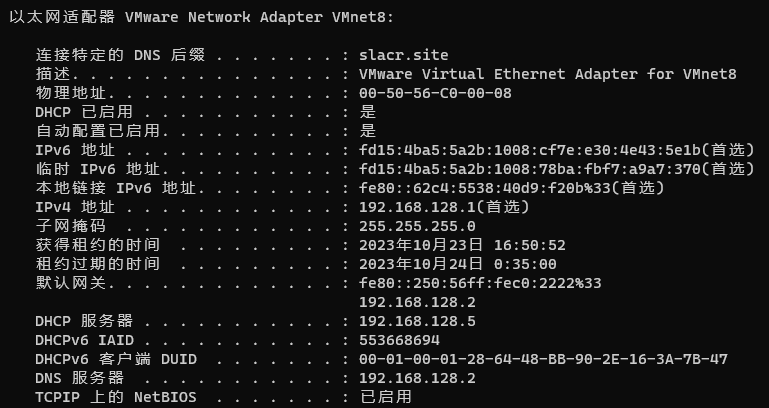 以太网适配器 VMware Network Adapter VMnet8:
连接特定的 DNS 后缀 . . . . . . . : slacr.site
描述. . . . . . . . . . . . . . . : VMware Virtual Ethernet Adapter for VMnet8
物理地址. . . . . . . . . . . . . : 00-50-56-C0-00-08
DHCP 已启用 . . . . . . . . . . . : 是
自动配置已启用. . . . . . . . . . : 是
IPv6 地址 . . . . . . . . . . . . : fd15:4ba5:5a2b:1008:cf7e:e30:4e43:5e1b(首选)
临时 IPv6 地址. . . . . . . . . . : fd15:4ba5:5a2b:1008:78ba:fbf7:a9a7:370(首选)
本地链接 IPv6 地址. . . . . . . . : fe80::62c4:5538:40d9:f20b%33(首选)
IPv4 地址 . . . . . . . . . . . . : 192.168.128.1(首选)
子网掩码  . . . . . . . . . . . . : 255.255.255.0
获得租约的时间  . . . . . . . . . : 2023年10月23日 16:50:52
租约过期的时间  . . . . . . . . . : 2023年10月24日 0:35:00
默认网关. . . . . . . . . . . . . : fe80::250:56ff:fec0:2222%33
192.168.128.2
DHCP 服务器 . . . . . . . . . . . : 192.168.128.5
DHCPv6 IAID . . . . . . . . . . . : 553668694
DHCPv6 客户端 DUID  . . . . . . . : 00-01-00-01-28-64-48-BB-90-2E-16-3A-7B-47
DNS 服务器  . . . . . . . . . . . : 192.168.128.2
TCPIP 上的 NetBIOS  . . . . . . . : 已启用